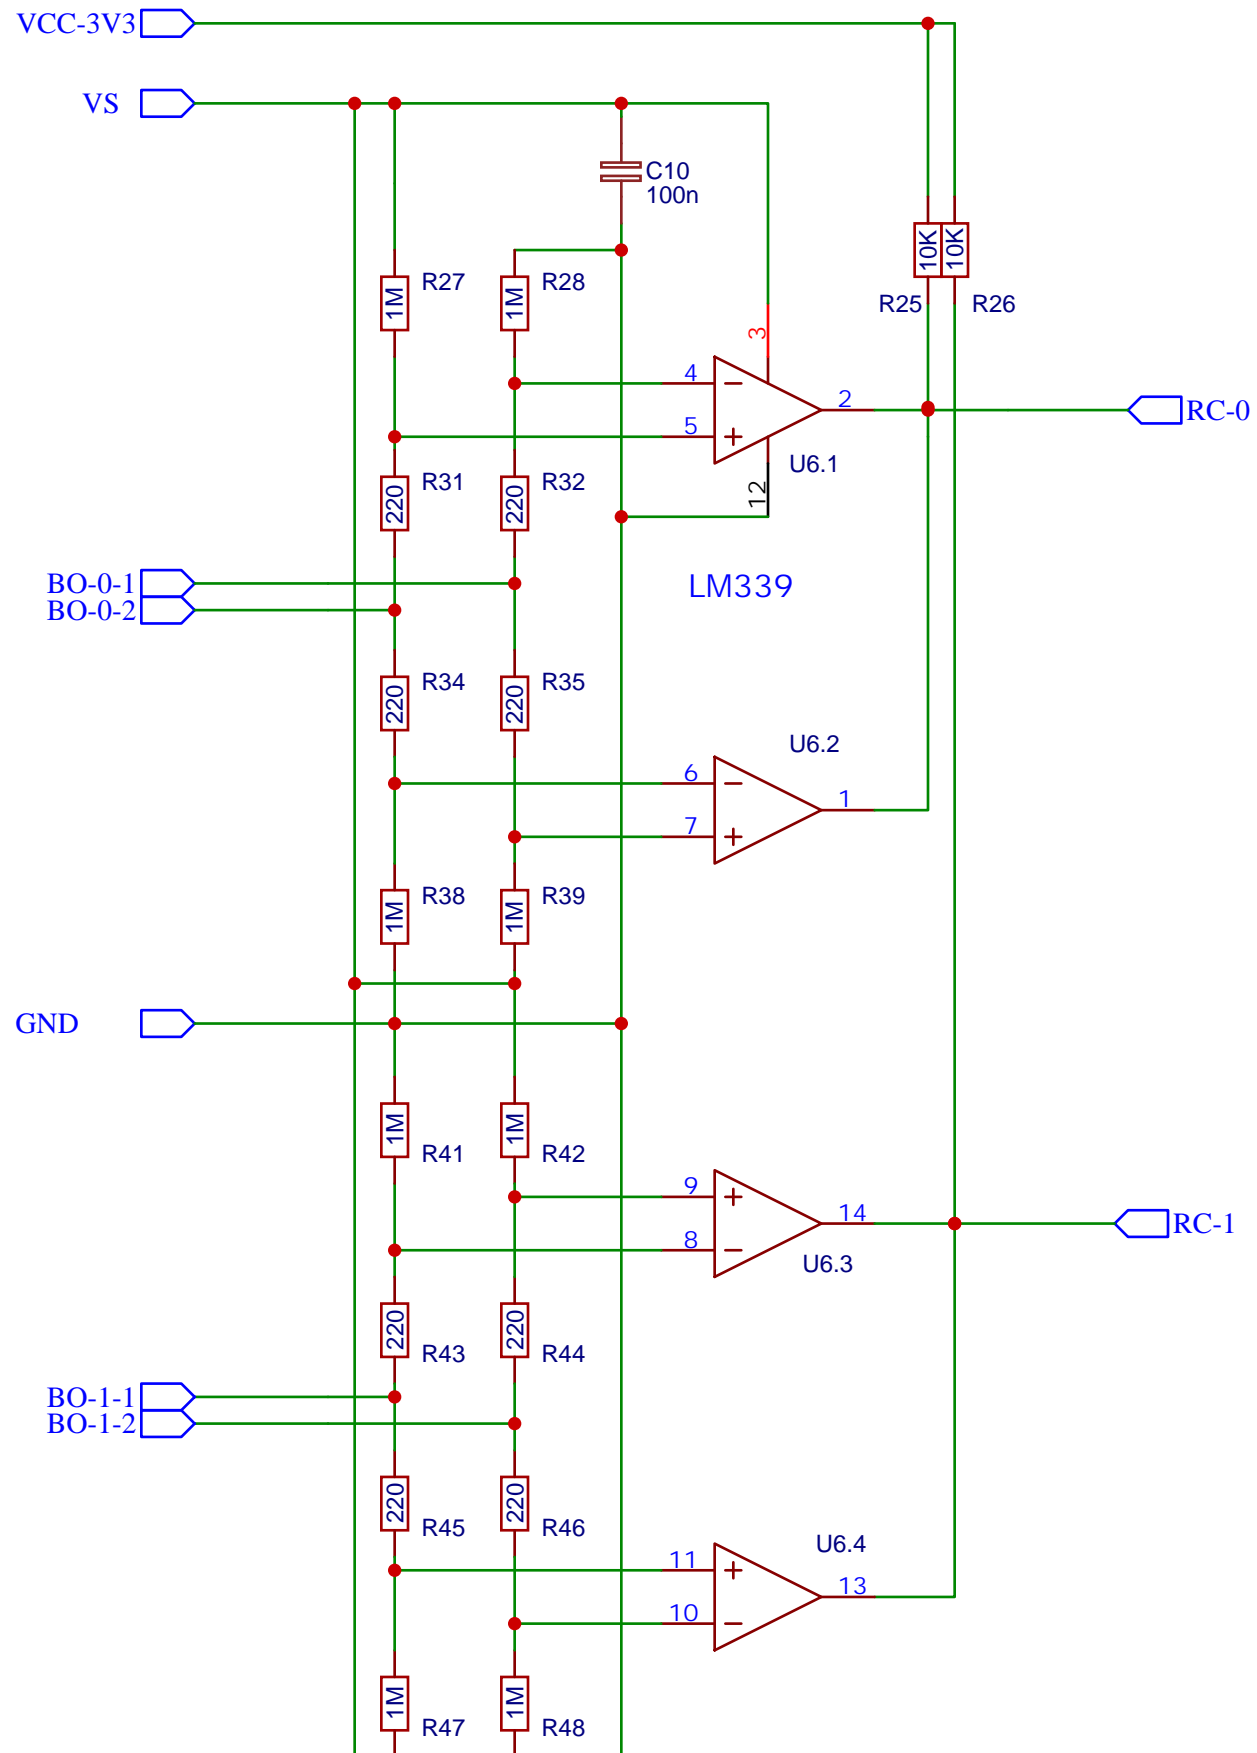 VCC-3V3
VS
C10
100n
10K
10K
R27
R28
1M
1M
R25
R26
3
4
2
RC-0
5
R31
R32
U6.1
220
220
12
BO-0-1
LM339
BO-0-2
R34
R35
220
220
U6.2
6
1
7
R38
R39
1M
1M
GND
1M
1M
R41
R42
9
14
RC-1
8
U6.3
220
220
R43
R44
BO-1-1
BO-1-2
220
220
R45
R46
U6.4
11
13
10
1M
1M
R47
R48